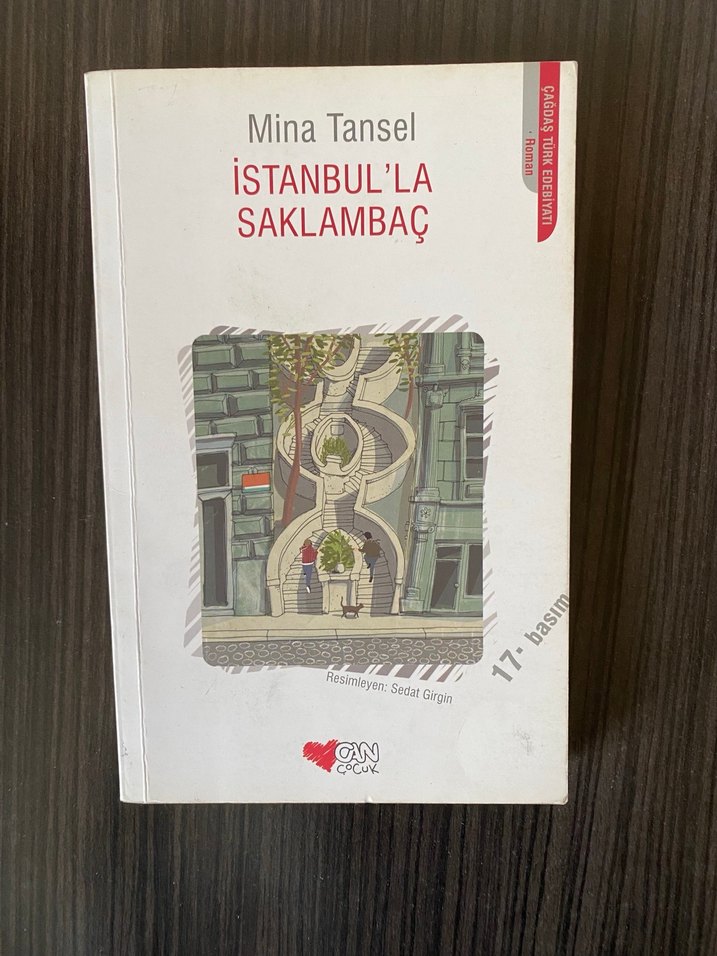 Mina Tansel
İSTANBUL'LA
SAKLAMBAÇ
ÇAĞDAŞ TÜRK EDEBİYATI
· Roman
17. basım
Resimleyen: Sedat Girgin
CAN
ÇOCUK